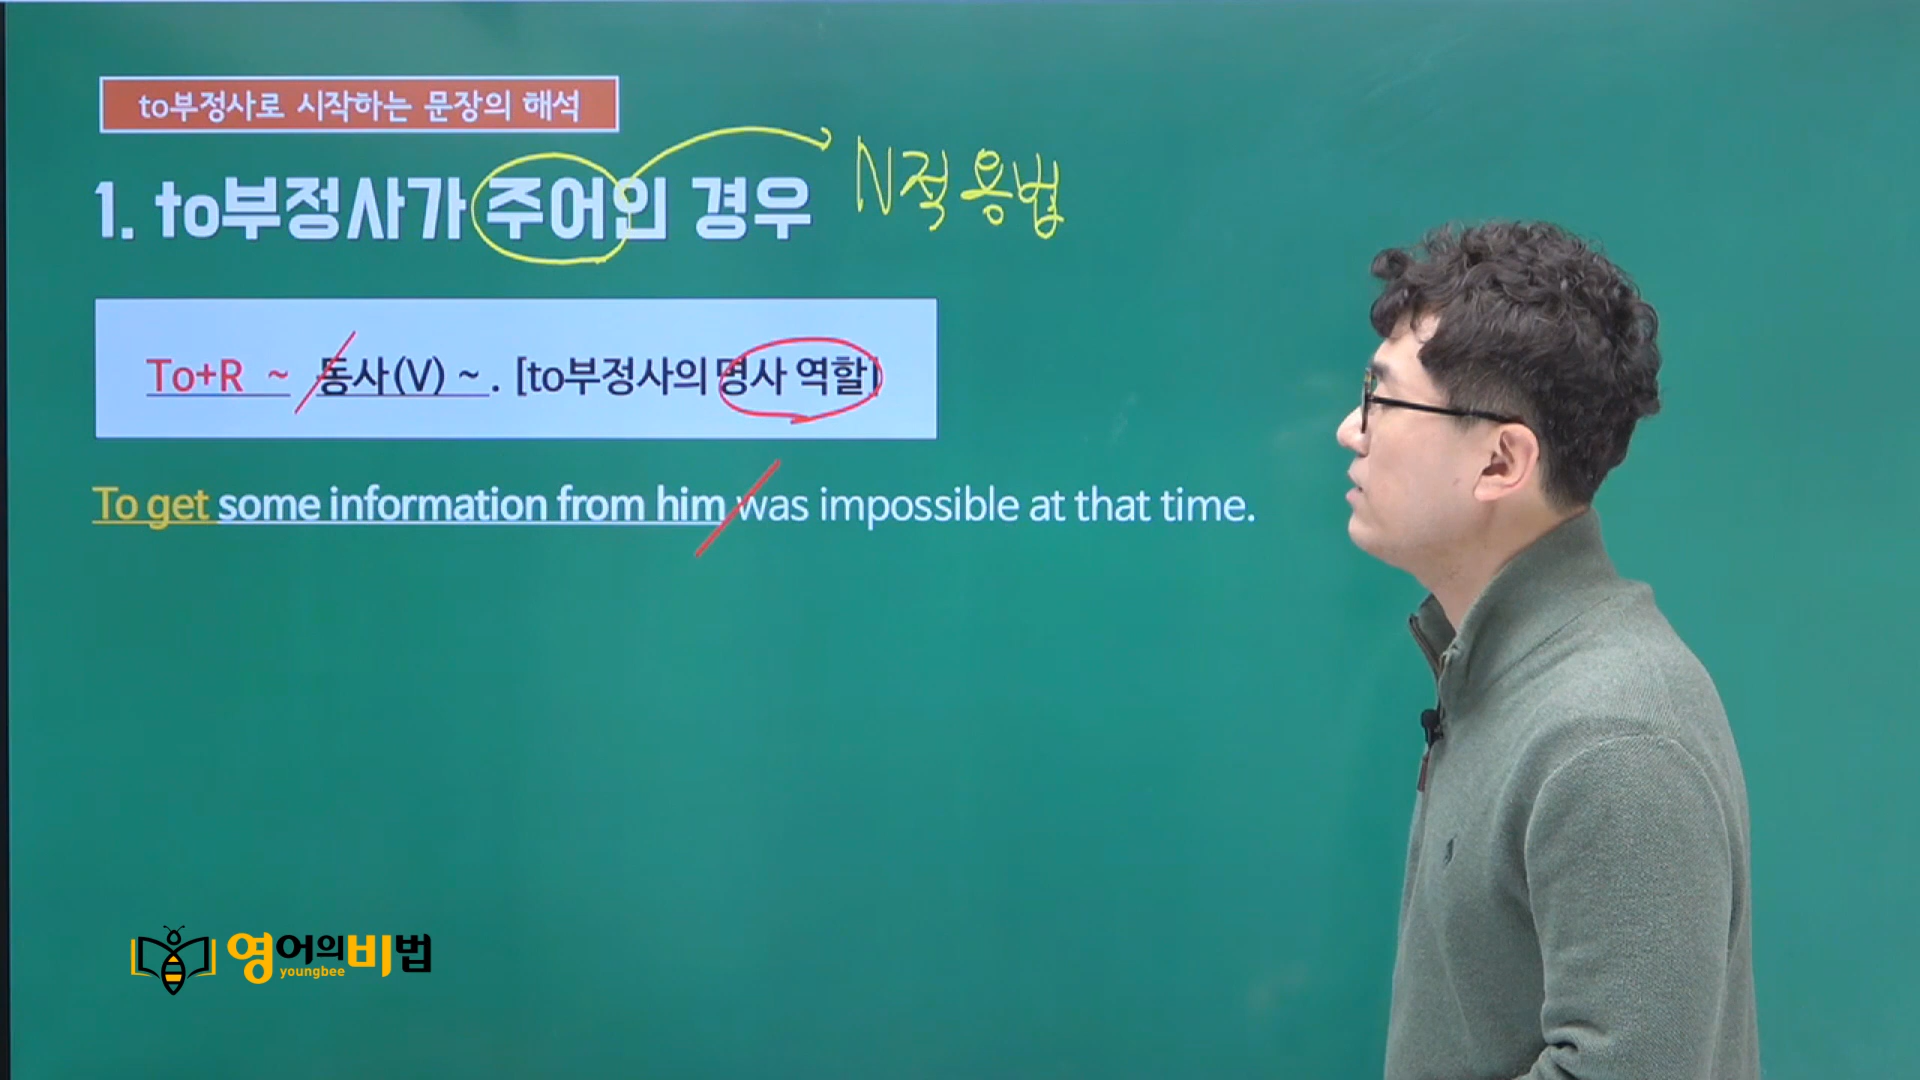 to부정사로 시작하는 문장의 해석
1. to부정사가 주어인 경우
N적 용법
To+R ~ 동사(V) ~ . [to부정사의 명사 역할]
To get some information from him was impossible at that time.
영어의비법
youngbee